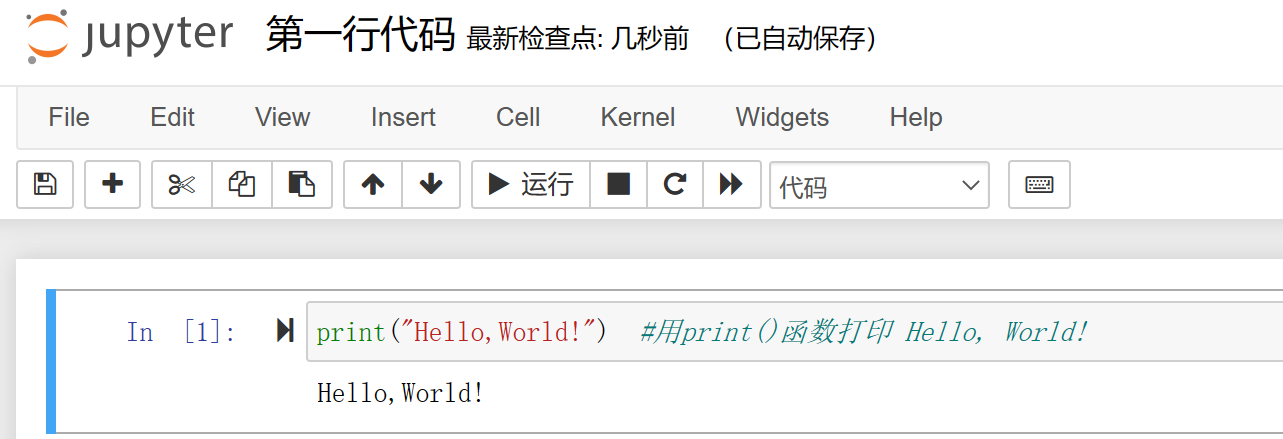 jupyter 第一行代码 最新检查点: 几秒前 （已自动保存）
File Edit View Insert Cell Kernel Widgets Help
运行 代码
In [1]: print("Hello,World!") #用print()函数打印 Hello, World!
Hello,World!